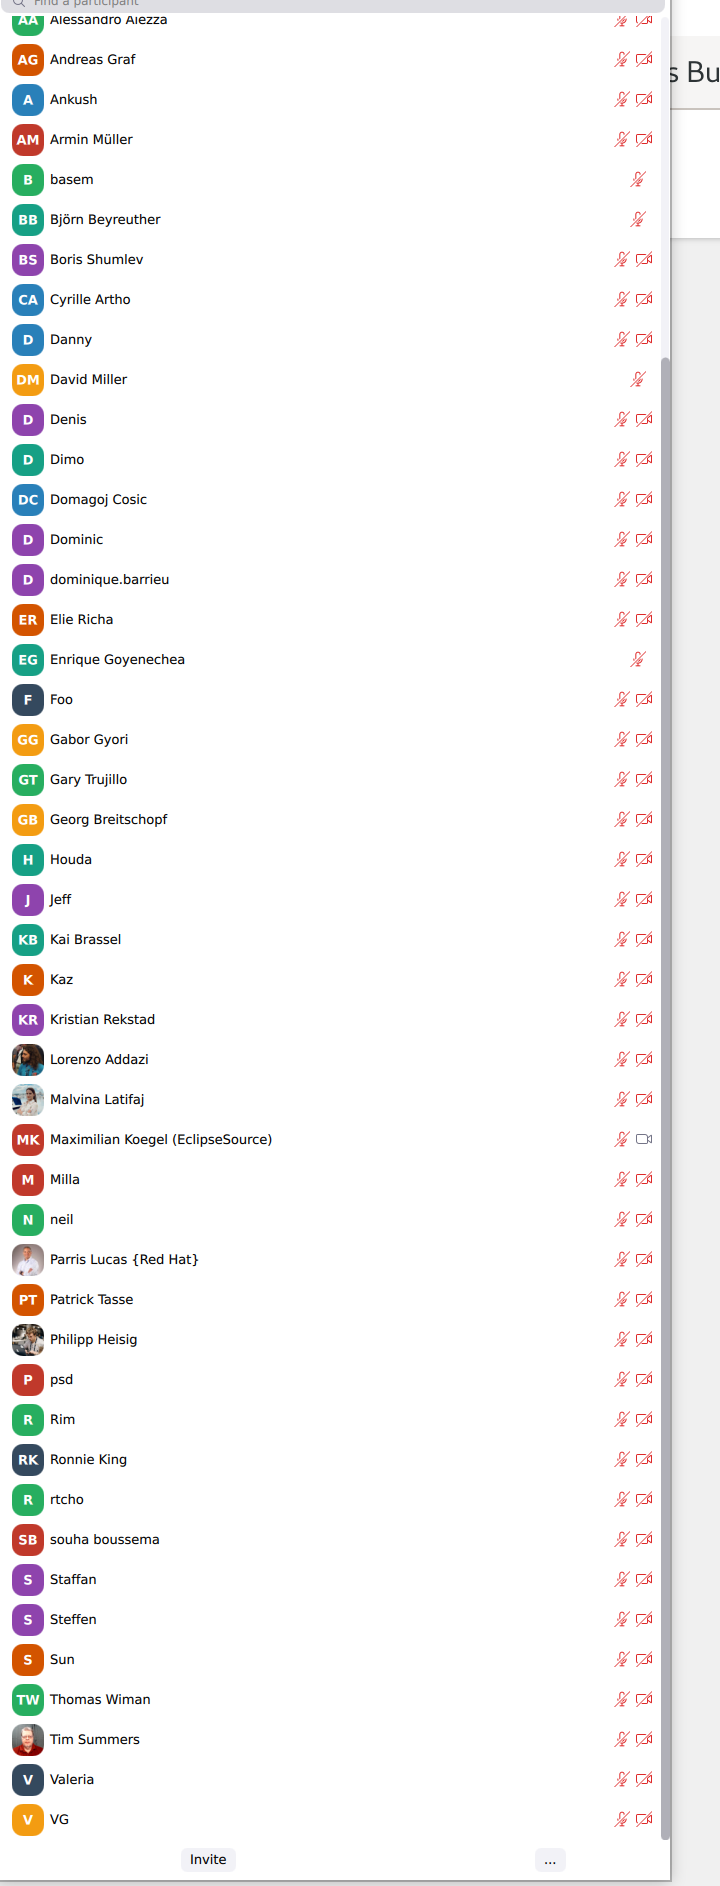 Find a participant
AA Alessandro Alezza
AG Andreas Graf
s Bu
A Ankush
AM Armin Müller
B basem
BB Björn Beyreuther
BS Boris Shumlev
CA Cyrille Artho
D Danny
DM David Miller
D Denis
D Dimo
DC Domagoj Cosic
D Dominic
D dominique.barrieu
ER Elie Richa
EG Enrique Goyenechea
F Foo
GG Gabor Gyori
GT Gary Trujillo
GB Georg Breitschopf
H Houda
J Jeff
KB Kai Brassel
K Kaz
KR Kristian Rekstad
Lorenzo Addazi
Malvina Latifaj
MK Maximilian Koegel (EclipseSource)
M Milla
N neil
Parris Lucas {Red Hat}
PT Patrick Tasse
Philipp Heisig
P psd
R Rim
RK Ronnie King
R rtcho
SB souha boussema
S Staffan
S Steffen
S Sun
TW Thomas Wiman
Tim Summers
V Valeria
V VG
Invite ...